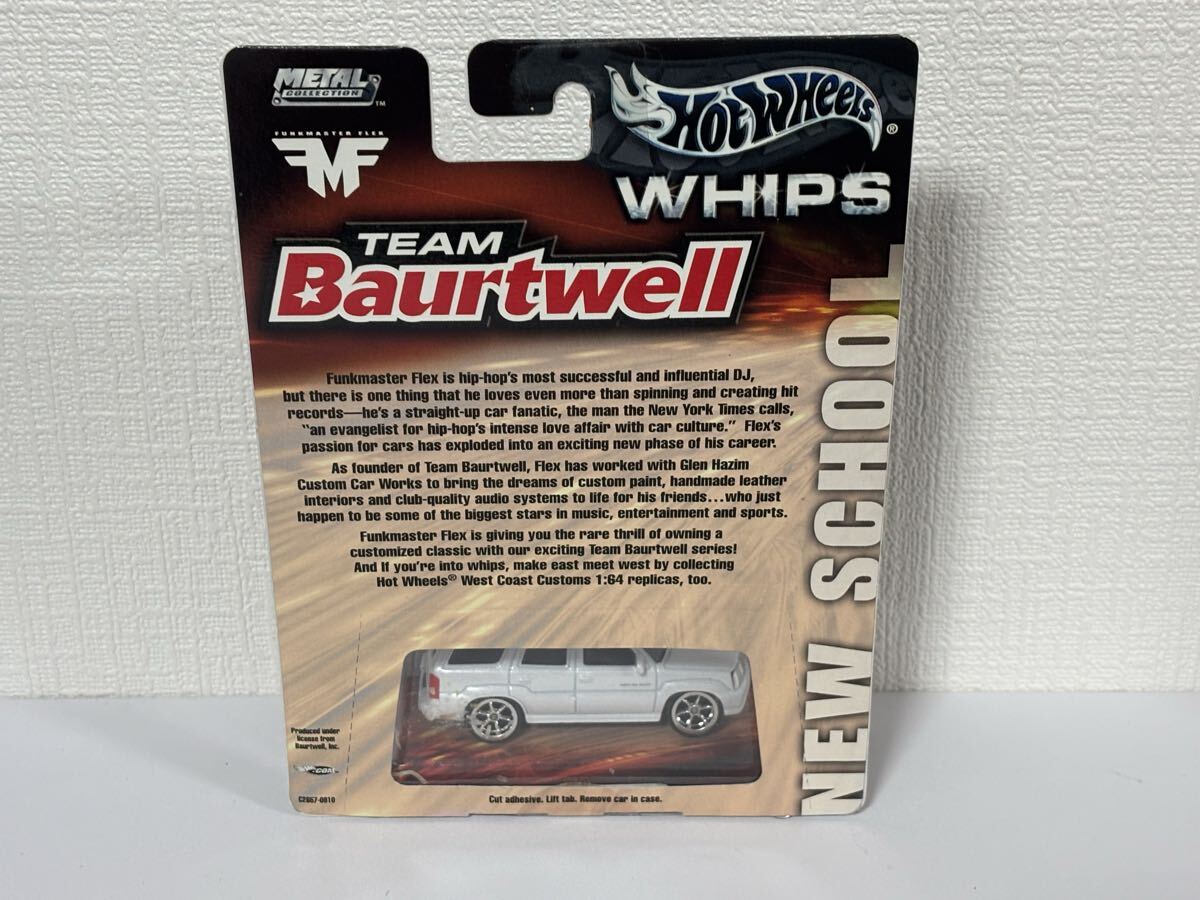 METAL
COLLECTION™
FUNKMASTER FLEX
FMF
HOT WHEELS®
WHIPS
TEAM
Baurtwell
NEW SCHOOL
Funkmaster Flex is hip-hop's most successful and influential DJ,
but there is one thing that he loves even more than spinning and creating hit
records—he's a straight-up car fanatic, the man the New York Times calls,
"an evangelist for hip-hop's intense love affair with car culture." Flex's
passion for cars has exploded into an exciting new phase of his career.
As founder of Team Baurtwell, Flex has worked with Glen Hazim
Custom Car Works to bring the dreams of custom paint, handmade leather
interiors and club-quality audio systems to life for his friends...who just
happen to be some of the biggest stars in music, entertainment and sports.
Funkmaster Flex is giving you the rare thrill of owning a
customized classic with our exciting Team Baurtwell series!
And If you're into whips, make east meet west by collecting
Hot Wheels® West Coast Customs 1:64 replicas, too.
Produced under
license from
Baurtwell, Inc.
.COM
C2857-0910
Cut adhesive. Lift tab. Remove car in case.